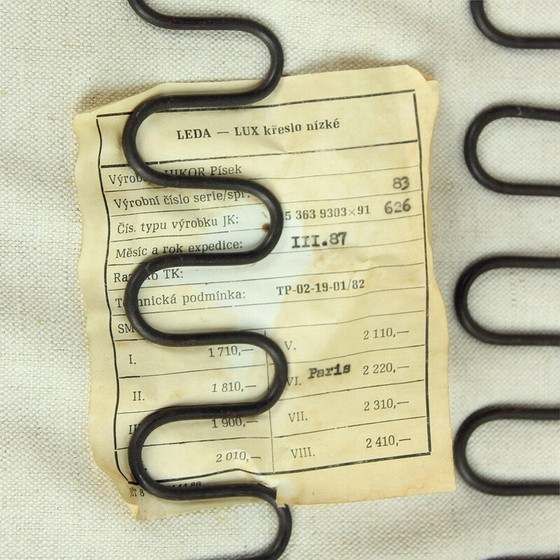 LEDA — LUX křeslo nízké
JIKOR Písek
Výrobní číslo serie/spr. 83
Čís. typu výrobku JK: 5 363 9303×91 626
Měsíc a rok expedice: III.87
TK:
Technická podmínka: TP-02-19-01/82
I. 1 710,— V. 2 110,—
II. 1 810,— VI. Paris 2 220,—
1 900,— VII. 2 310,—
2 010,— VIII. 2 410,—